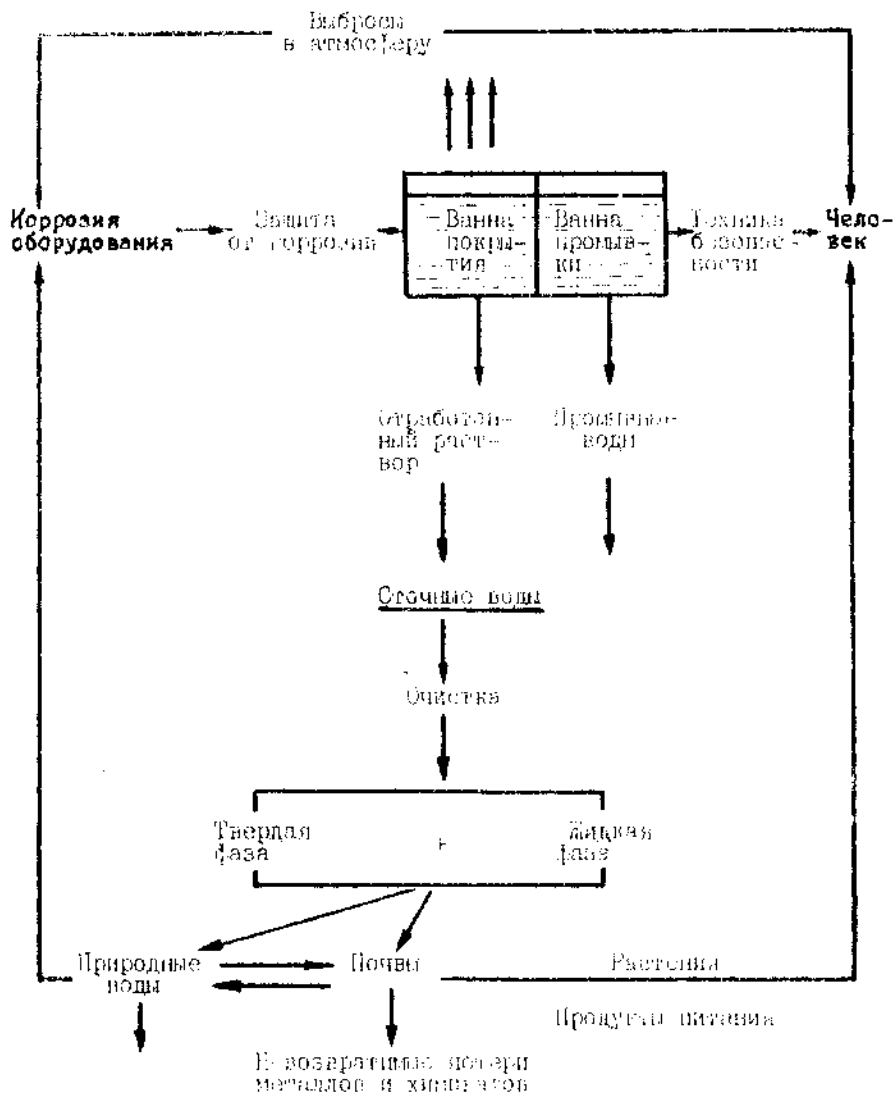 Выбросы
в атмосферу
Коррозия
оборудования
Защита
от коррозии
Ванна
покры-
тия
Ванна
промыв-
ки
Техника
безопас-
ности
Чело-
век
Отработан-
ный раст-
вор
Промывные
воды
Сточные воды
Очистка
Твердая
фаза
+
Жидкая
фаза
Природные
воды
Почвы
Растения
Продукты питания
Невозвратимые потери
металлов и химикатов